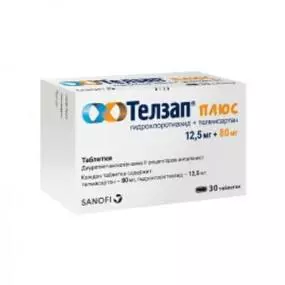 Телзап® плюс
гидрохлоротиазид + телмисартан
12,5 мг + 80 мг
Таблетки
Каждая таблетка содержит:
телмисартан – 80 мг, гидрохлоротиазид – 12,5 мг
SANOFI
30 таблеток